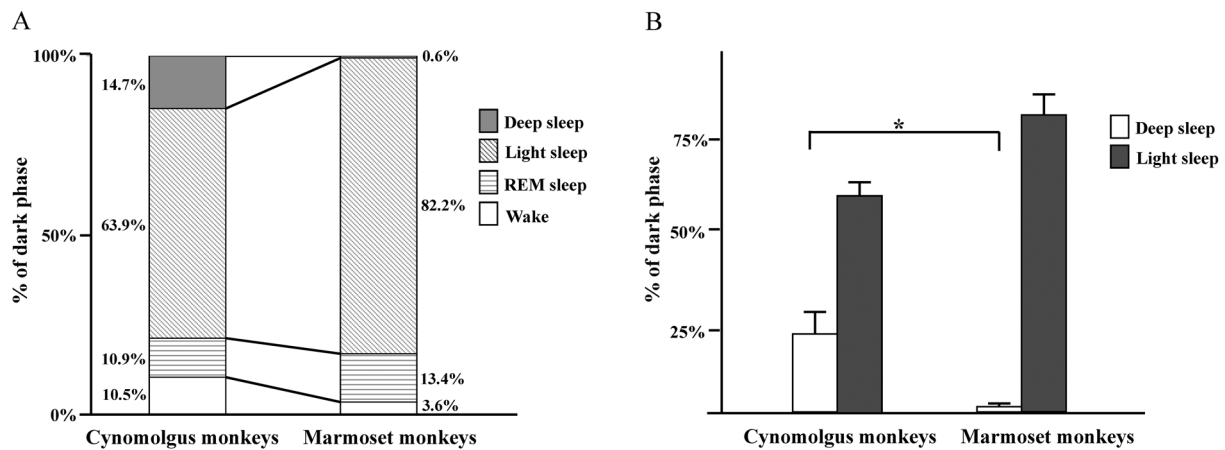 A
% of dark phase
100%
50%
0%
14.7%
63.9%
10.9%
10.5%
0.6%
82.2%
13.4%
3.6%
Cynomolgus monkeys
Marmoset monkeys
Deep sleep
Light sleep
REM sleep
Wake
B
% of dark phase
75%
50%
25%
*
Cynomolgus monkeys
Marmoset monkeys
Deep sleep
Light sleep